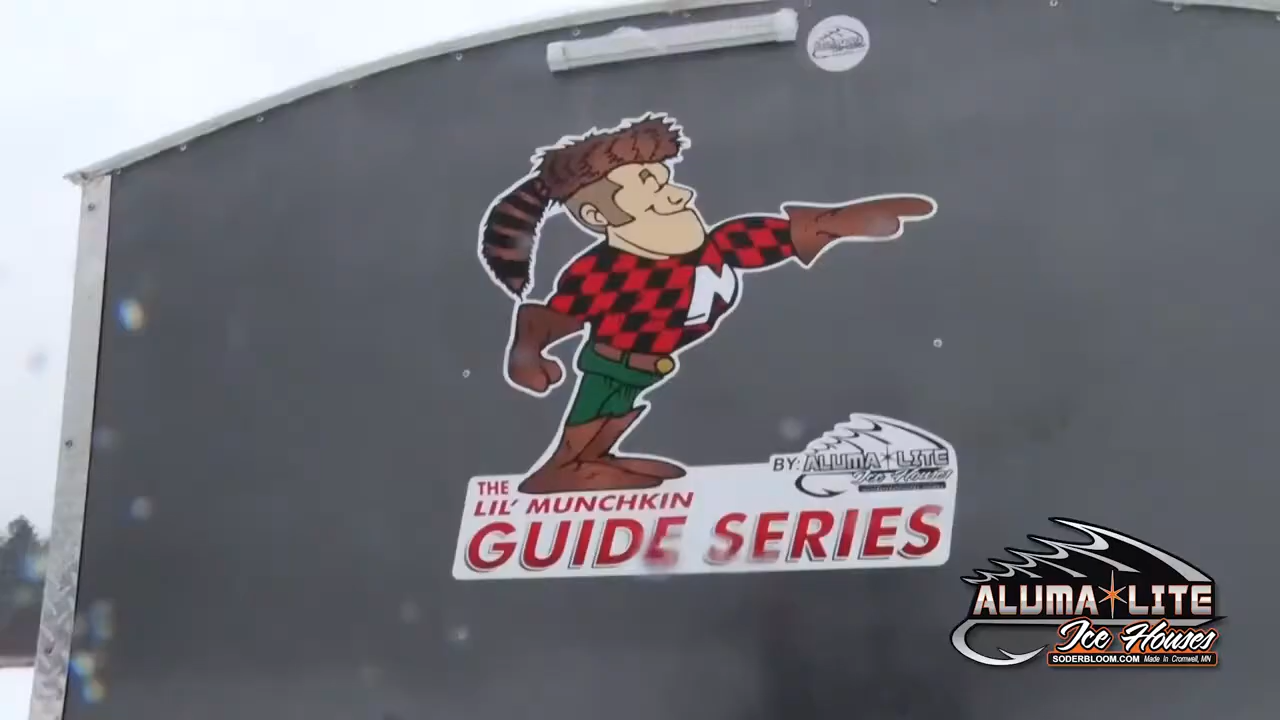 N
THE
LIL' MUNCHKIN
GUIDE SERIES
BY: ALUMA LITE
Ice Houses
ALUMA LITE
Ice Houses
SODERBLOOM.COM Made In Cromwell, MN